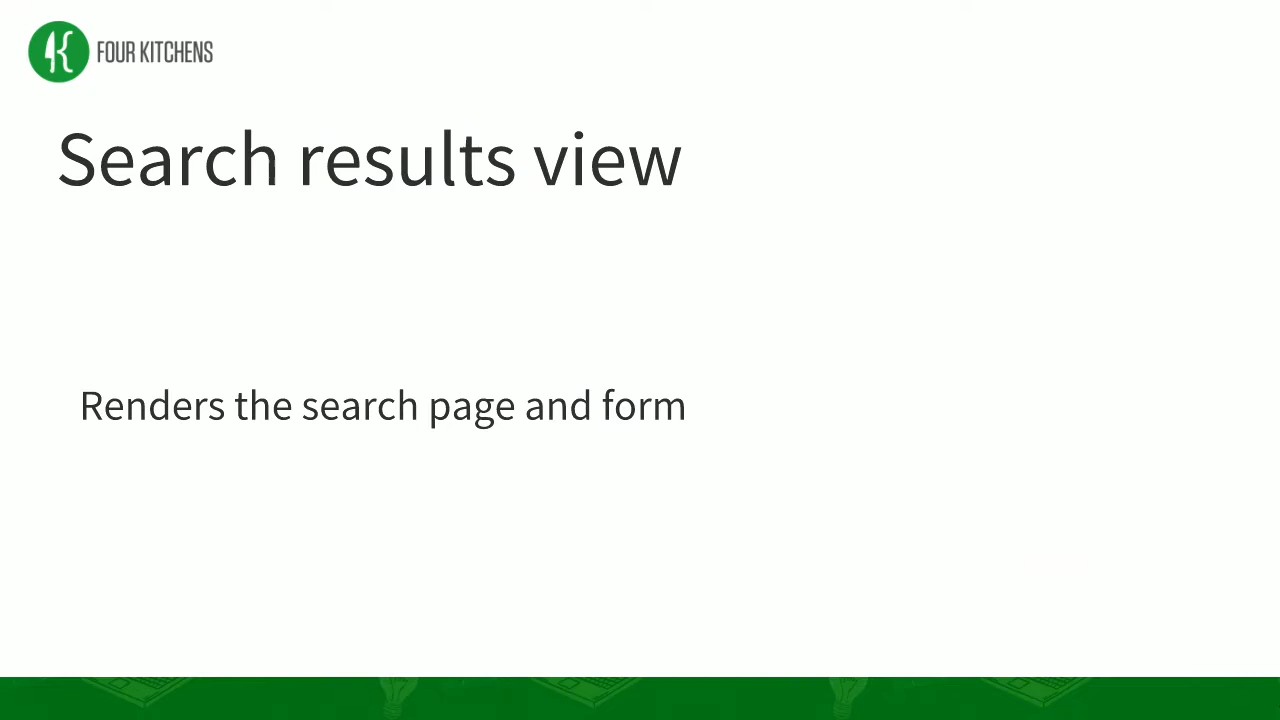 FOUR KITCHENS
Search results view
Renders the search page and form